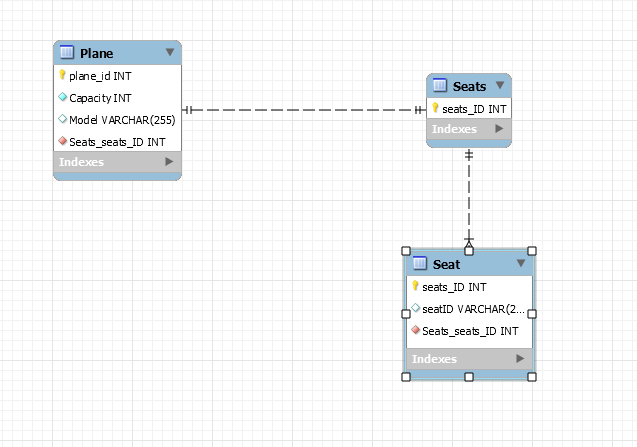 Plane
plane_id INT
Capacity INT
Model VARCHAR(255)
Seats_seats_ID INT
Indexes
Seats
seats_ID INT
Indexes
Seat
seats_ID INT
seatID VARCHAR(2...
Seats_seats_ID INT
Indexes